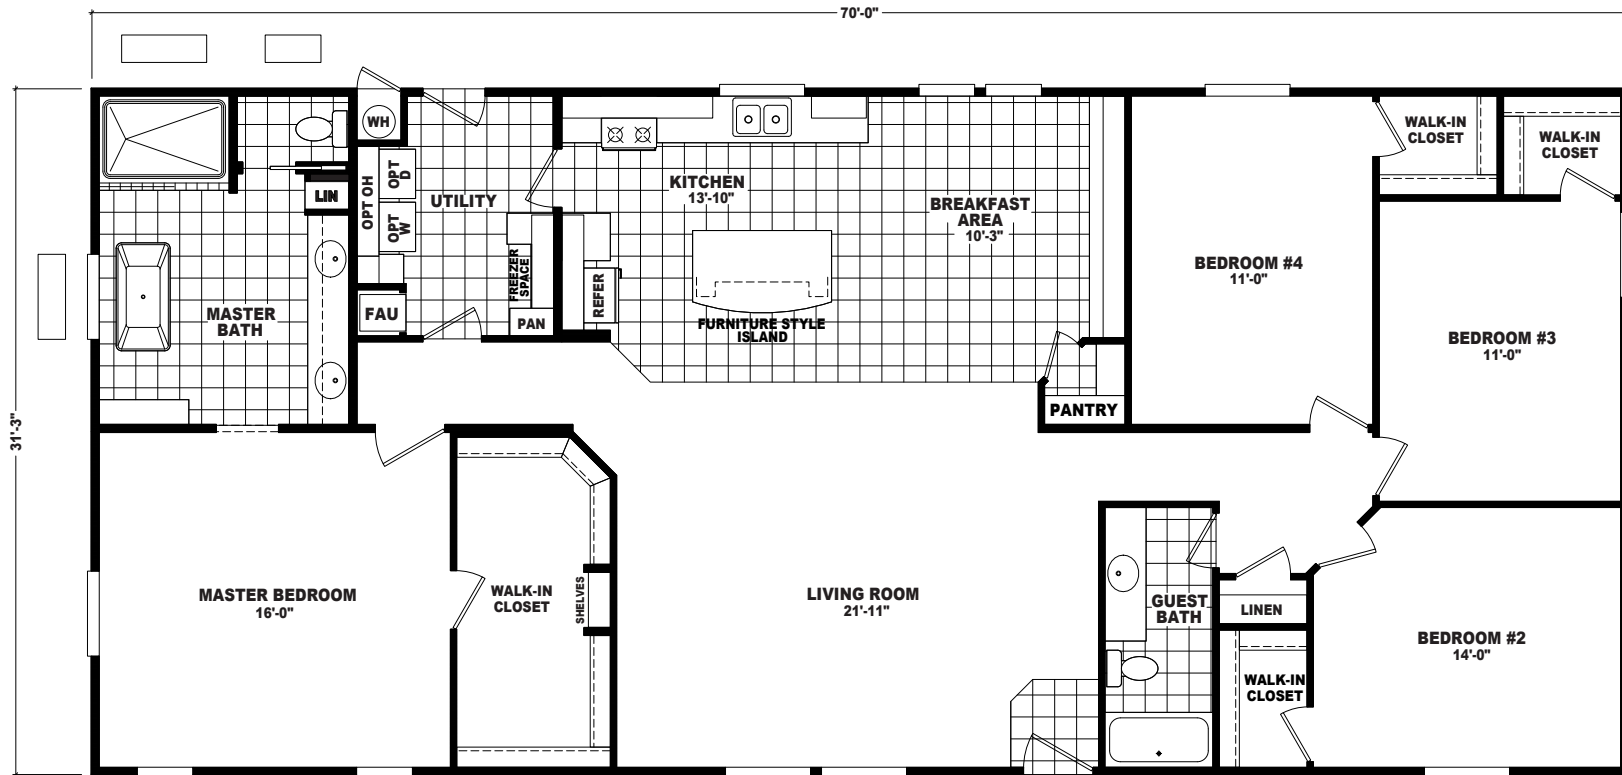 70'-0"
31'-3"
WH
LIN
OPT OH
OPT
D
OPT
W
UTILITY
FREEZER
SPACE
FAU
PAN
MASTER
BATH
KITCHEN
13'-10"
REFER
FURNITURE STYLE
ISLAND
BREAKFAST
AREA
10'-3"
PANTRY
BEDROOM #4
11'-0"
WALK-IN
CLOSET
WALK-IN
CLOSET
BEDROOM #3
11'-0"
MASTER BEDROOM
16'-0"
WALK-IN
CLOSET
SHELVES
LIVING ROOM
21'-11"
GUEST
BATH
LINEN
WALK-IN
CLOSET
BEDROOM #2
14'-0"